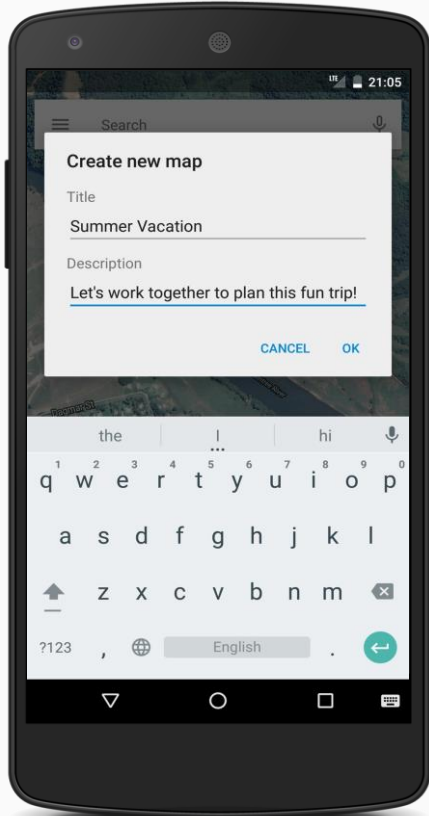 LTE 21:05
Search
Create new map
Title
Summer Vacation
Description
Let's work together to plan this fun trip!
CANCEL OK
the I hi
1 2 3 4 5 6 7 8 9 0
q w e r t y u i o p
a s d f g h j k l
z x c v b n m
?123 , English .